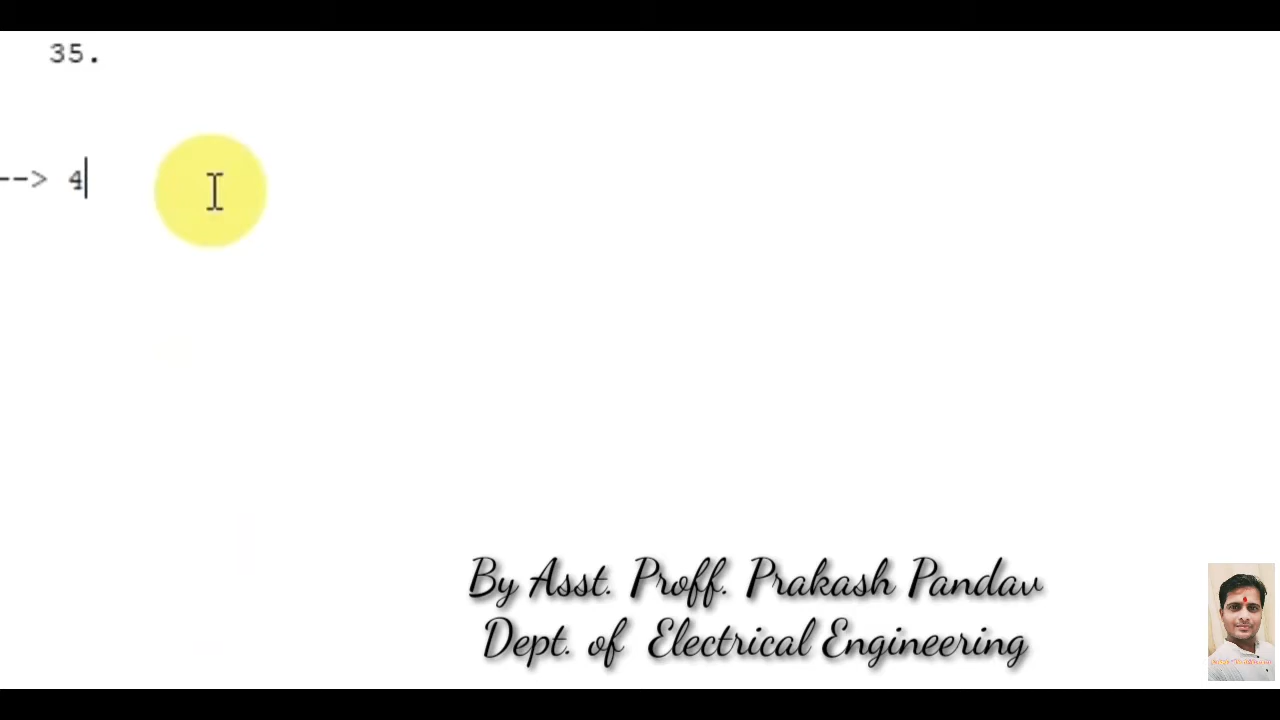 35.
--> 4
By Asst. Proff. Prakash Pandav
Dept. of Electrical Engineering